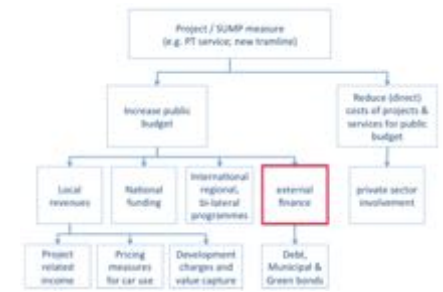 Project / SUMP measure
(e.g. PT service; new tramline)
Increase public
budget
Reduce (direct)
costs of projects &
services for public
budget
Local
revenues
National
funding
International
regional,
bi-lateral
programmes
external
finance
private sector
involvement
Project
related
income
Pricing
measures
for car use
Development
charges and
value capture
Debt,
Municipal &
Green bonds